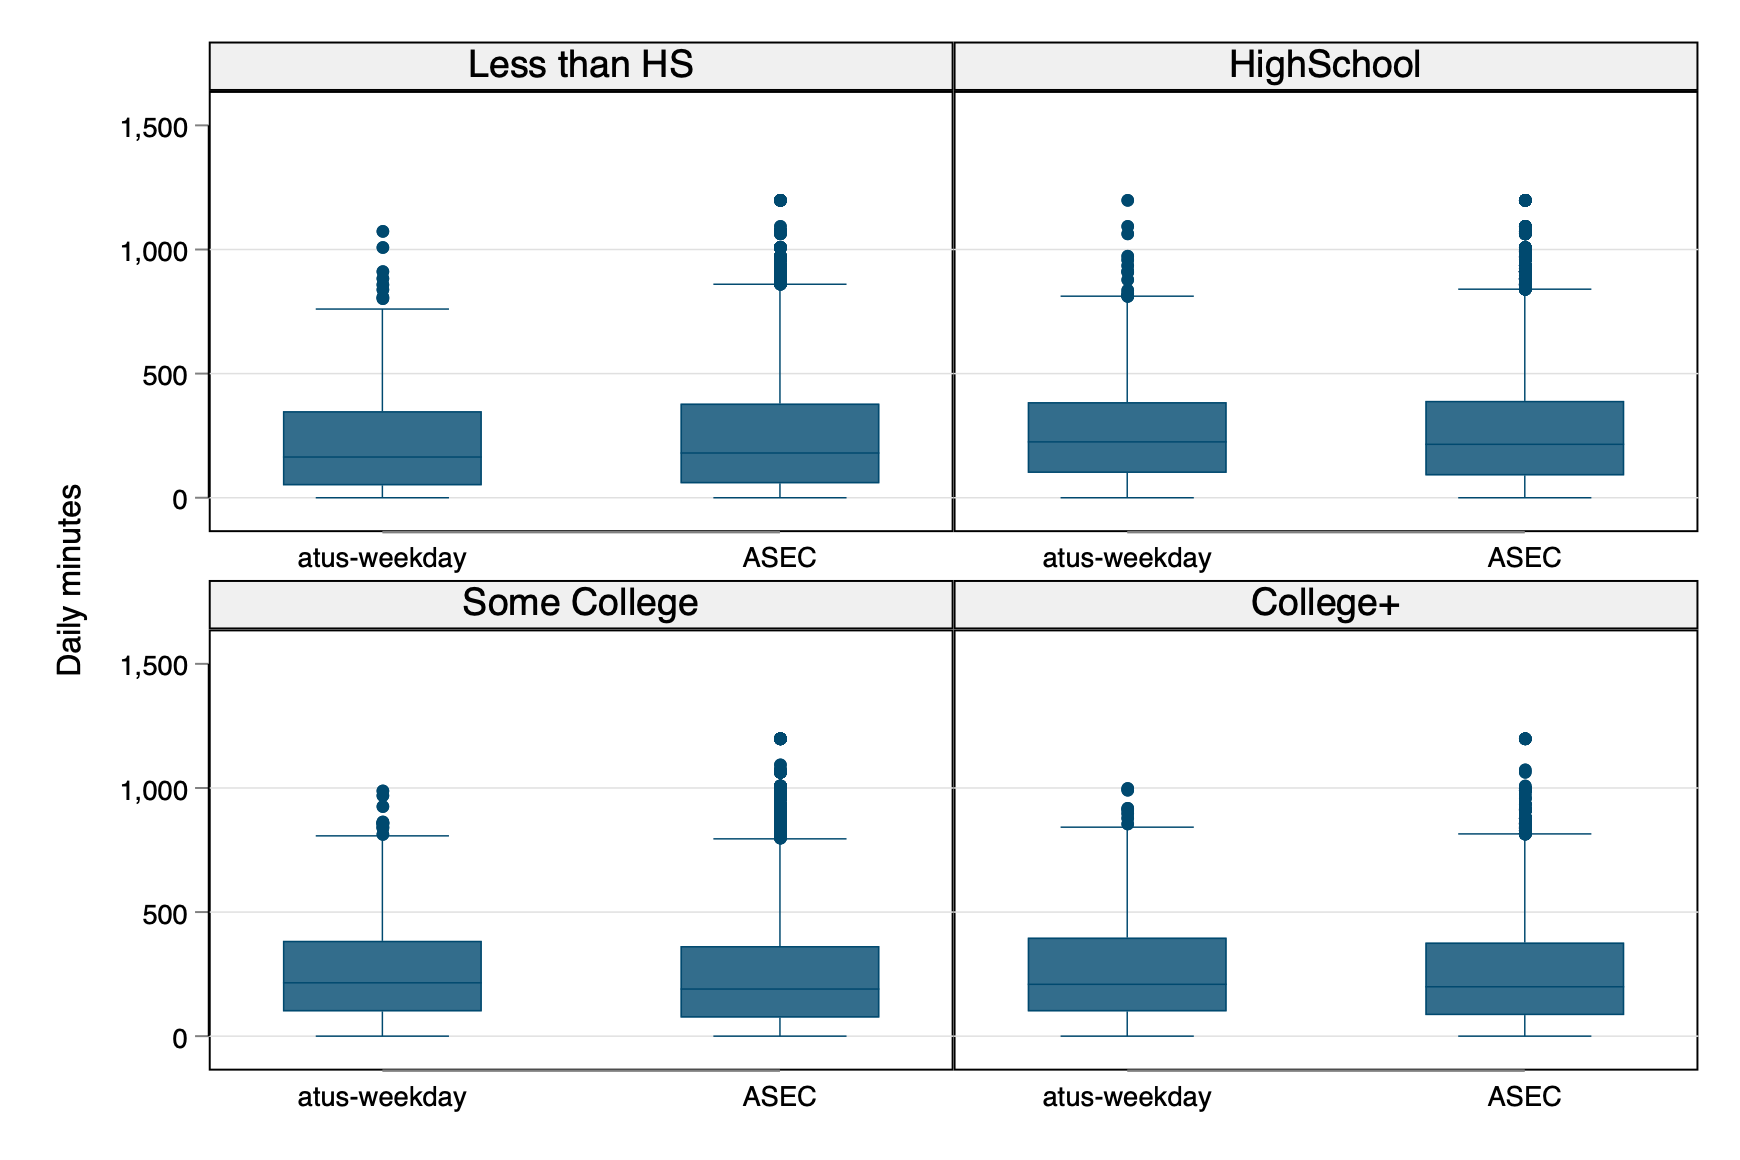 Less than HS
HighSchool
1,500
1,000
500
0
atus-weekday
ASEC
atus-weekday
ASEC
Daily minutes
Some College
College+
1,500
1,000
500
0
atus-weekday
ASEC
atus-weekday
ASEC